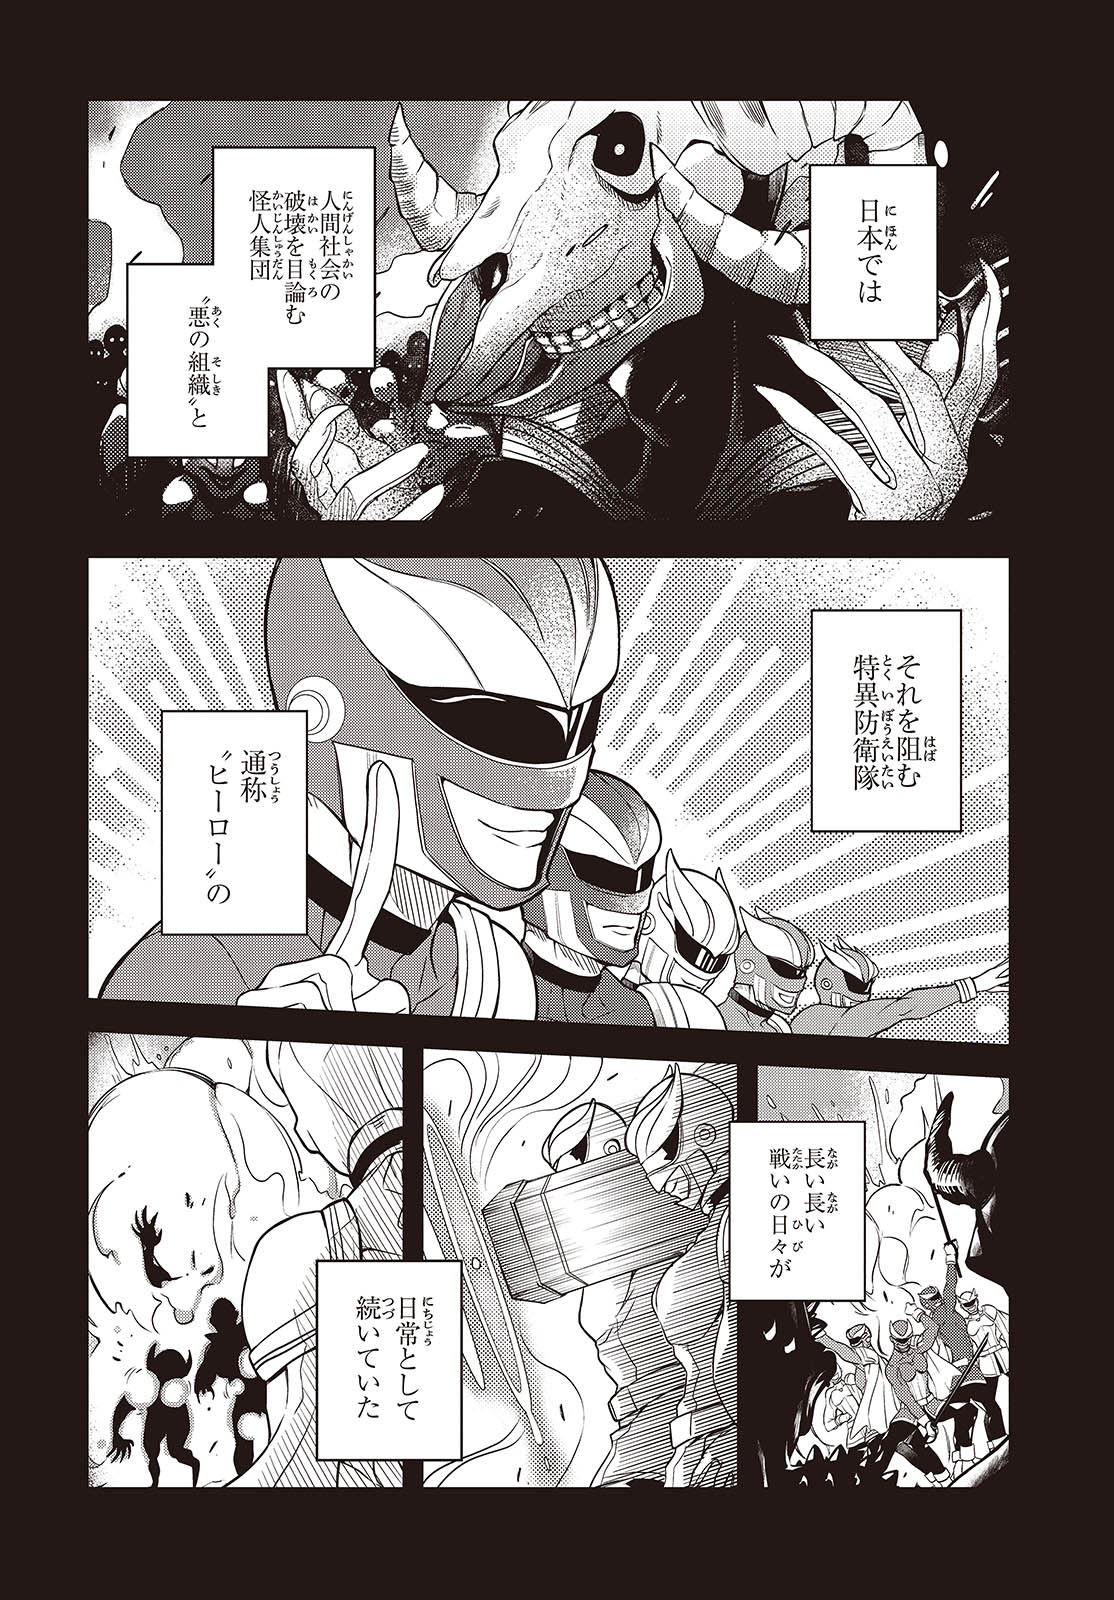 日本では
人間社会の
破壊を目論む
怪人集団
〝悪の組織〟と
それを阻む
特異防衛隊
通称
〝ヒーロー〟の
長い長い
戦いの日々が
日常として
続いていた